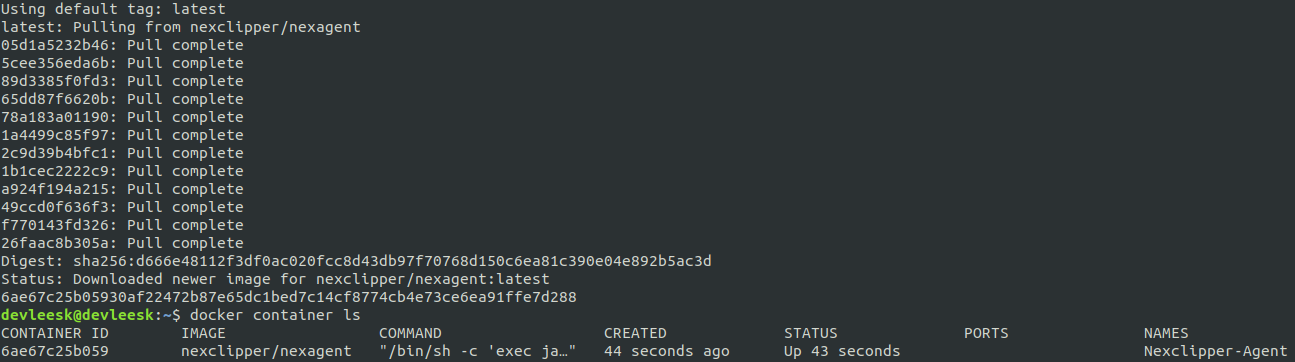 Using default tag: latest
latest: Pulling from nexclipper/nexagent
05d1a5232b46: Pull complete
5cee356eda6b: Pull complete
89d3385f0fd3: Pull complete
65dd87f6620b: Pull complete
78a183a01190: Pull complete
1a4499c85f97: Pull complete
2c9d39b4bfc1: Pull complete
1b1cec2222c9: Pull complete
a924f194a215: Pull complete
49ccd0f636f3: Pull complete
f770143fd326: Pull complete
26faac8b305a: Pull complete
Digest: sha256:d666e48112f3df0ac020fcc8d43db97f70768d150c6ea81c390e04e892b5ac3d
Status: Downloaded newer image for nexclipper/nexagent:latest
6ae67c25b05930af22472b87e65dc1bed7c14cf8774cb4e73ce6ea91ffe7d288
devleesk@devleesk:~$ docker container ls
CONTAINER ID        IMAGE                 COMMAND                  CREATED             STATUS              PORTS               NAMES
6ae67c25b059        nexclipper/nexagent   "/bin/sh -c 'exec ja…"   44 seconds ago      Up 43 seconds                           Nexclipper-Agent